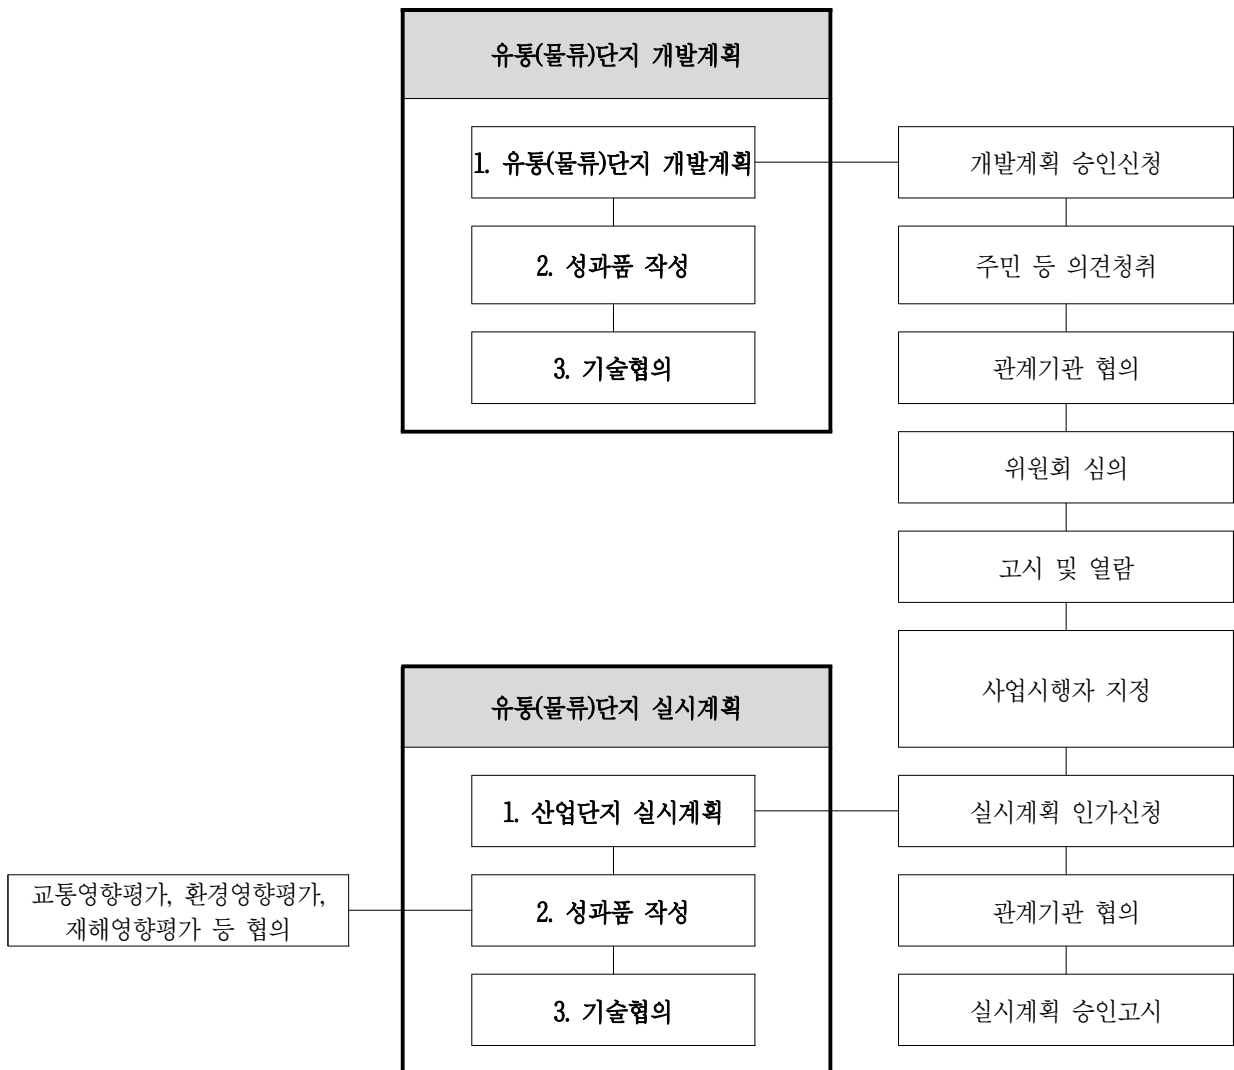 유통(물류)단지 개발계획
1. 유통(물류)단지 개발계획
개발계획 승인신청
2. 성과품 작성
주민 등 의견청취
3. 기술협의
관계기관 협의
위원회 심의
고시 및 열람
사업시행자 지정
유통(물류)단지 실시계획
1. 산업단지 실시계획
실시계획 인가신청
교통영향평가, 환경영향평가,
재해영향평가 등 협의
2. 성과품 작성
관계기관 협의
3. 기술협의
실시계획 승인고시